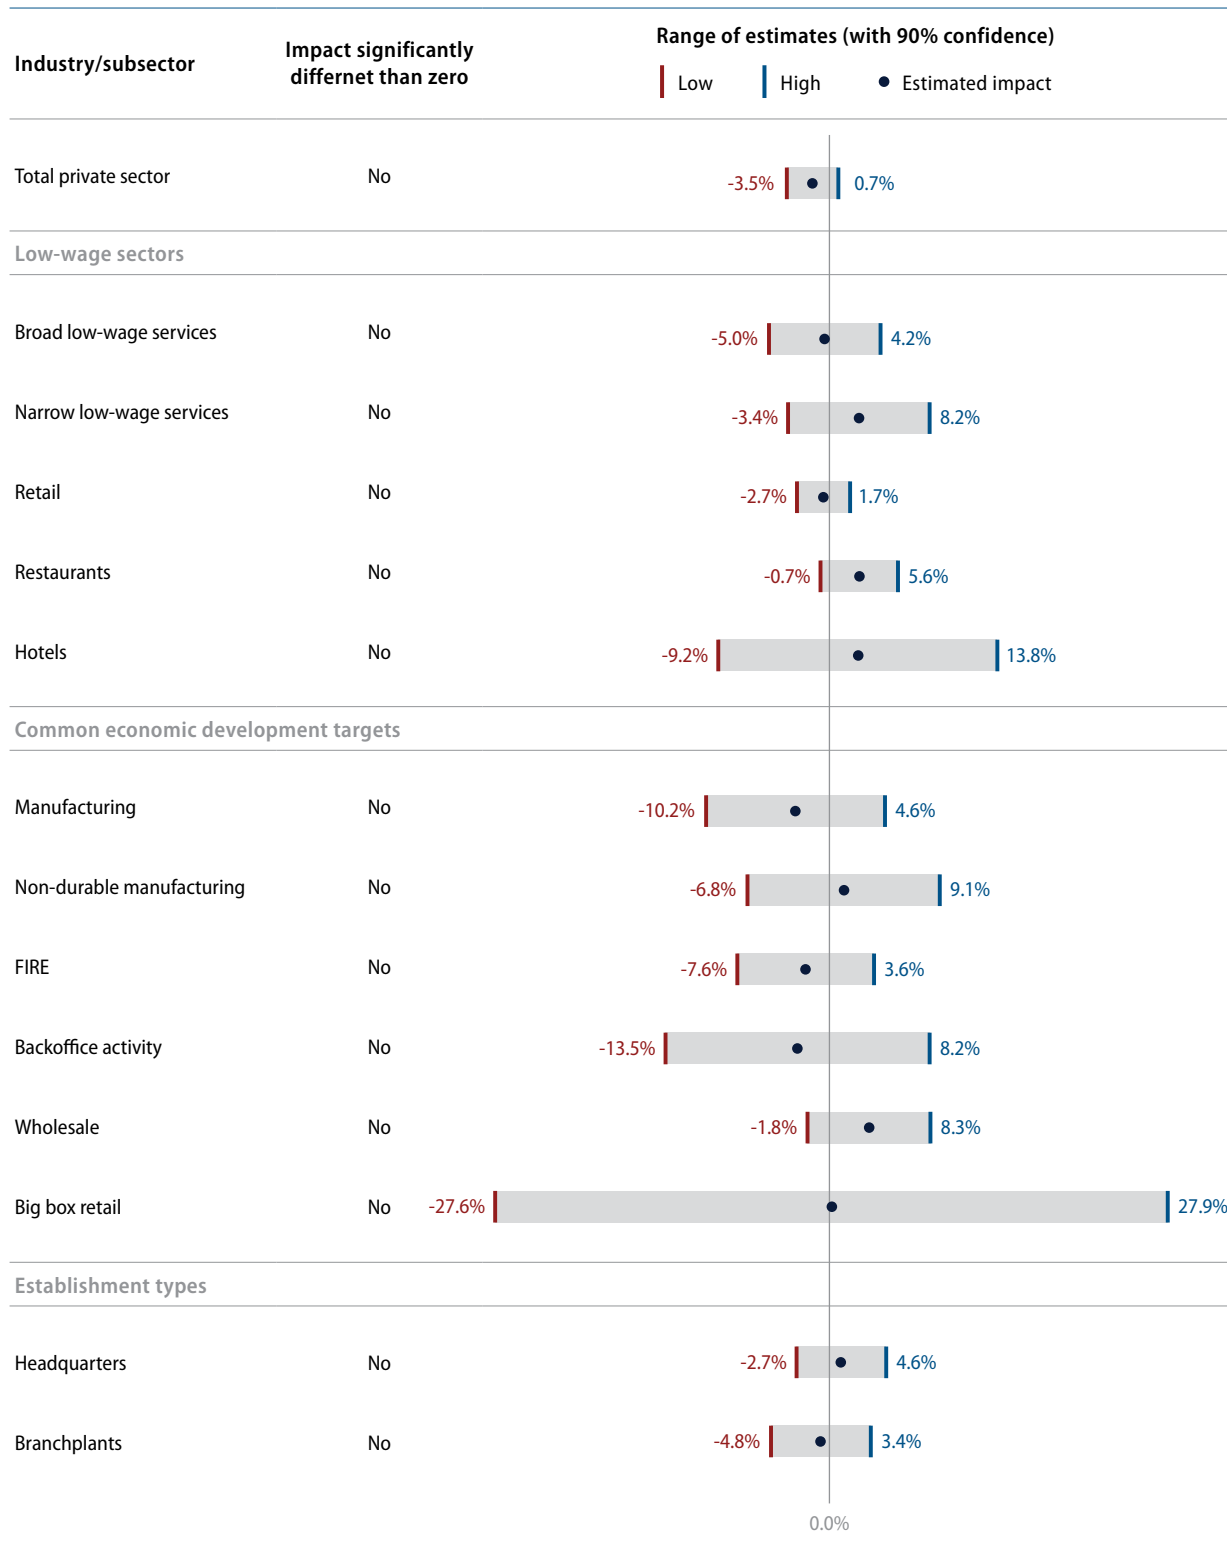 Industry/subsector
Impact significantly
differnet than zero
Range of estimates (with 90% confidence)
Low High Estimated impact
Total private sector No -3.5% 0.7%
Low-wage sectors
Broad low-wage services No -5.0% 4.2%
Narrow low-wage services No -3.4% 8.2%
Retail No -2.7% 1.7%
Restaurants No -0.7% 5.6%
Hotels No -9.2% 13.8%
Common economic development targets
Manufacturing No -10.2% 4.6%
Non-durable manufacturing No -6.8% 9.1%
FIRE No -7.6% 3.6%
Backoffice activity No -13.5% 8.2%
Wholesale No -1.8% 8.3%
Big box retail No -27.6% 27.9%
Establishment types
Headquarters No -2.7% 4.6%
Branchplants No -4.8% 3.4%
0.0%